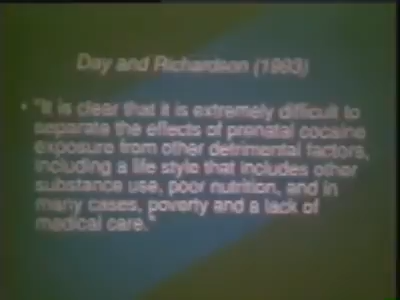 Day and Richardson (1993)
• "It is clear that it is extremely difficult to
separate the effects of prenatal cocaine
exposure from other detrimental factors,
including a life style that includes other
substance use, poor nutrition, and in
many cases, poverty and a lack of
medical care."